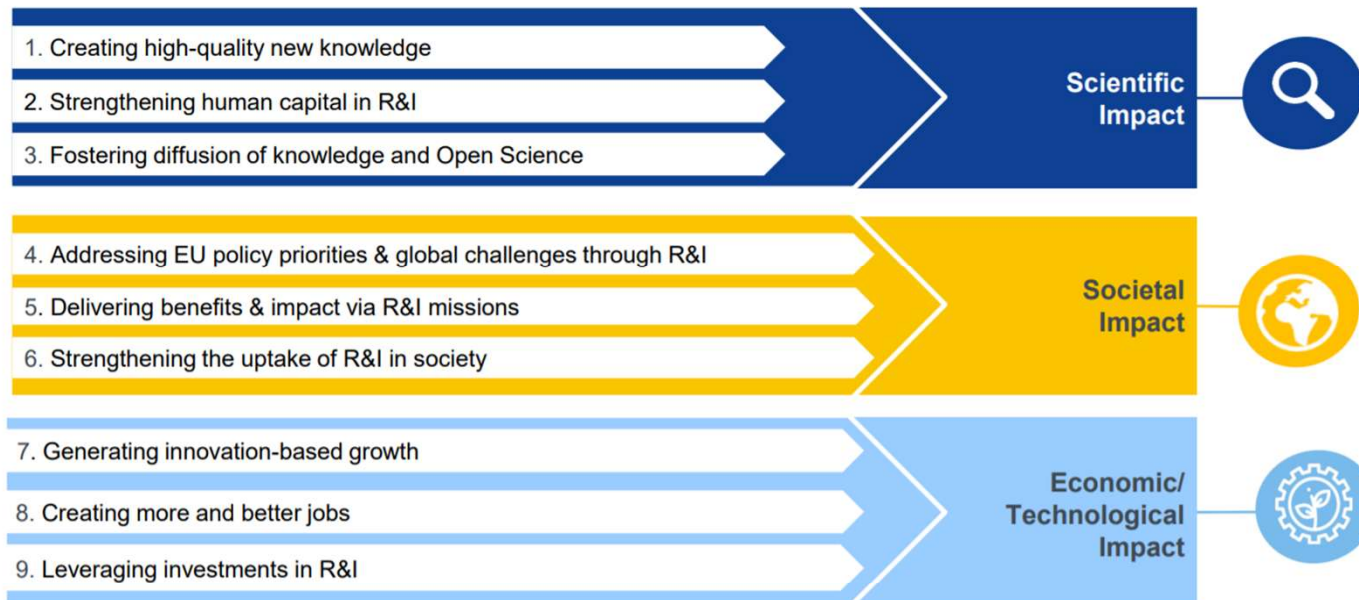 1. Creating high-quality new knowledge
2. Strengthening human capital in R&I
3. Fostering diffusion of knowledge and Open Science
Scientific
Impact
4. Addressing EU policy priorities & global challenges through R&I
5. Delivering benefits & impact via R&I missions
6. Strengthening the uptake of R&I in society
Societal
Impact
7. Generating innovation-based growth
8. Creating more and better jobs
9. Leveraging investments in R&I
Economic/
Technological
Impact